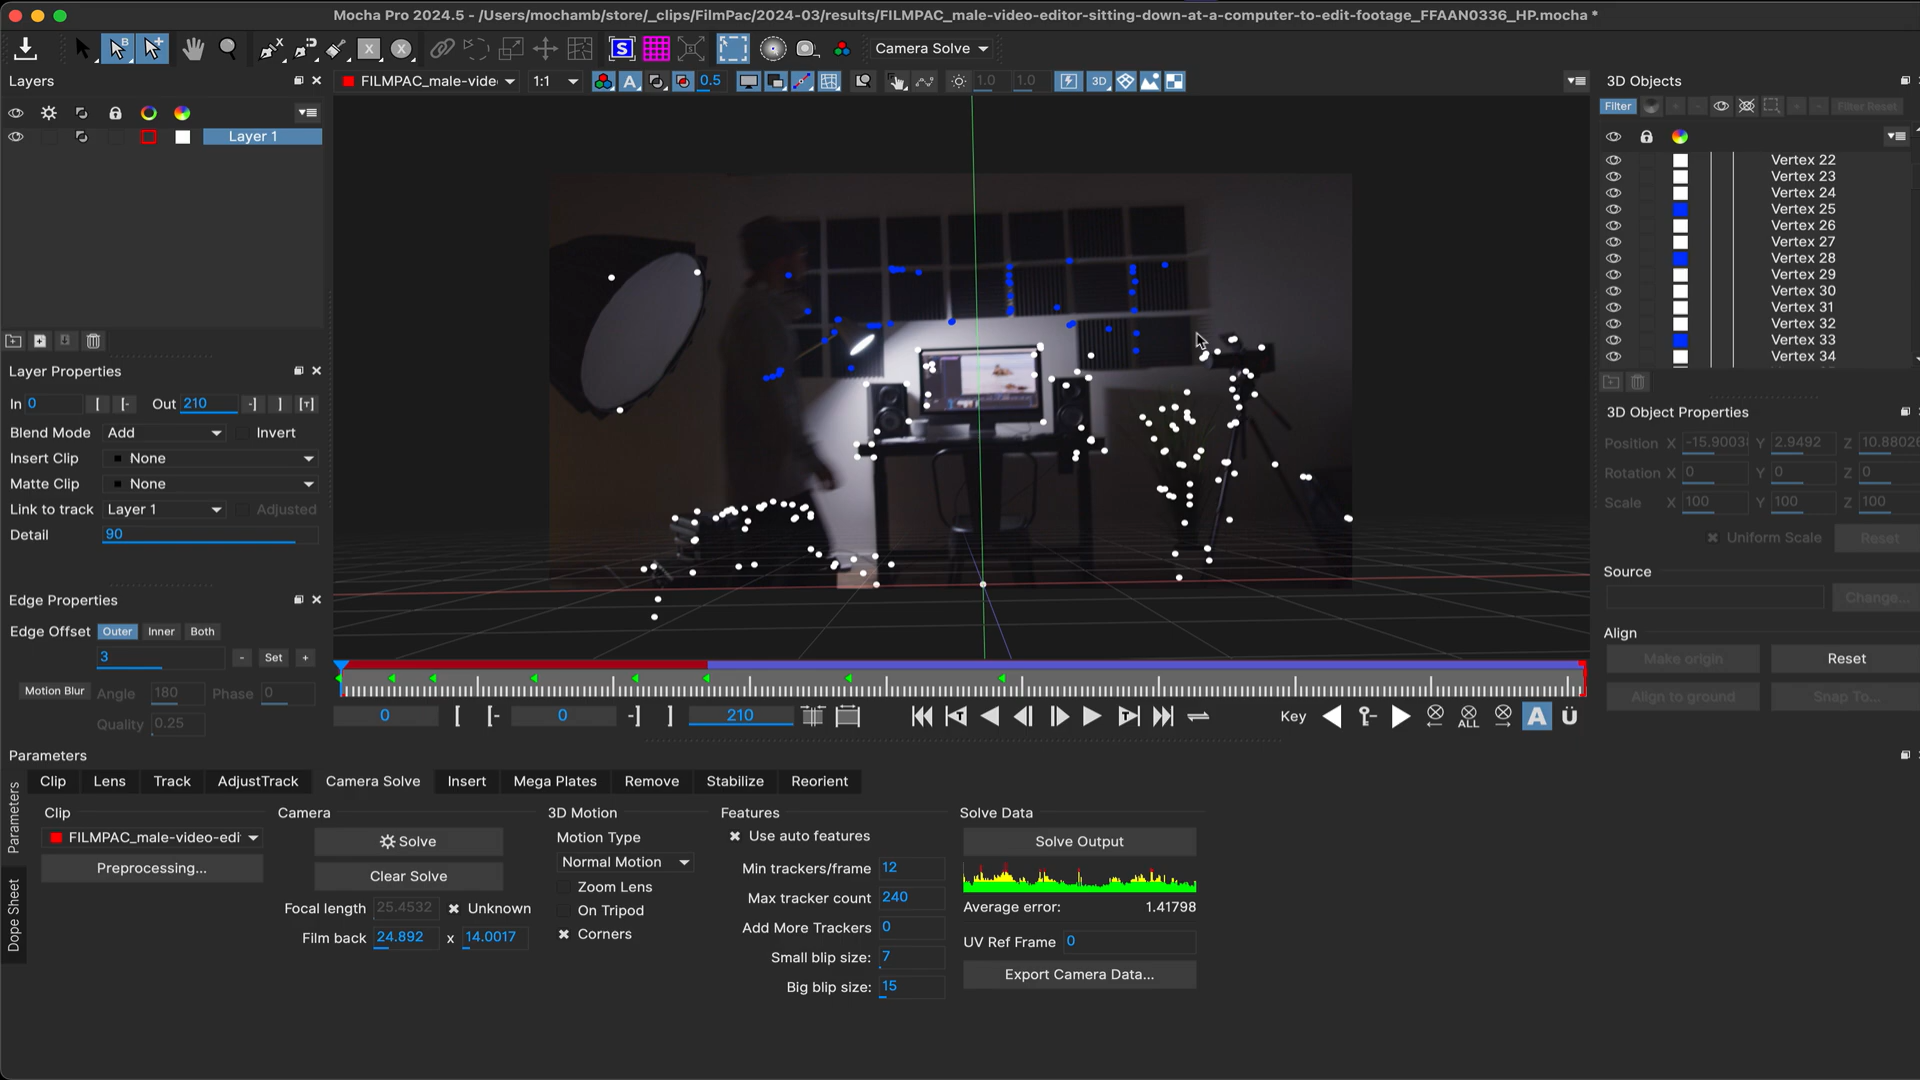 Mocha Pro 2024.5 - /Users/mochamb/store/_clips/FilmPac/2024-03/results/FILMPAC_male-video-editor-sitting-down-at-a-computer-to-edit-footage_FFAAN0336_HP.mocha *
Camera Solve
Layers
FILMPAC_male-vide
1:1
A
0.5
1.0
1.0
3D
3D Objects
Filter
Filter Reset
Layer 1
Vertex 22
Vertex 23
Vertex 24
Vertex 25
Vertex 26
Vertex 27
Vertex 28
Vertex 29
Vertex 30
Vertex 31
Vertex 32
Vertex 33
Vertex 34
Layer Properties
In 0 [ [- Out 210 -] ] [T]
Blend Mode Add Invert
Insert Clip None
Matte Clip None
Link to track Layer 1 Adjusted
Detail 90
3D Object Properties
Position X -15.9003 Y 2.9492 Z 10.8802
Rotation X 0 Y 0 Z 0
Scale X 100 Y 100 Z 100
Uniform Scale Reset
Source
Change...
Align
Make origin Reset
Align to ground Snap To...
Edge Properties
Edge Offset Outer Inner Both
3 - Set +
Motion Blur Angle 180 Phase 0
Quality 0.25
0 [ [- 0 -] ] 210
Key
ALL
A
Ü
Parameters
Clip Lens Track AdjustTrack Camera Solve Insert Mega Plates Remove Stabilize Reorient
Parameters
Dope Sheet
Clip
FILMPAC_male-video-edi
Preprocessing...
Camera
Solve
Clear Solve
Focal length 25.4532 Unknown
Film back 24.892 x 14.0017
3D Motion
Motion Type
Normal Motion
Zoom Lens
On Tripod
Corners
Features
Use auto features
Min trackers/frame 12
Max tracker count 240
Add More Trackers 0
Small blip size: 7
Big blip size: 15
Solve Data
Solve Output
Average error: 1.41798
UV Ref Frame 0
Export Camera Data...